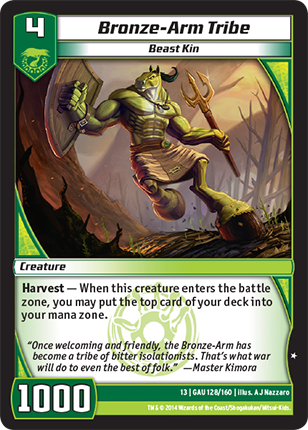 4
Bronze-Arm Tribe
Beast Kin
Creature
Harvest — When this creature enters the battle
zone, you may put the top card of your deck into
your mana zone.
“Once welcoming and friendly, the Bronze-Arm has
become a tribe of bitter isolationists. That’s what war
will do to even the best of folk.” —Master Kimora
1000
13 | GAU 128/160 | Illus. A J Nazzaro
TM & © 2014 Wizards of the Coast/Shogakukan/Mitsui-Kids.